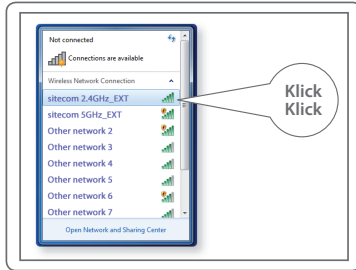 Not connected
Connections are available
Wireless Network Connection
sitecom 2.4GHz_EXT
sitecom 5GHz_EXT
Other network 2
Other network 3
Other network 4
Other network 5
Other network 6
Other network 7
Open Network and Sharing Center
Klick
Klick